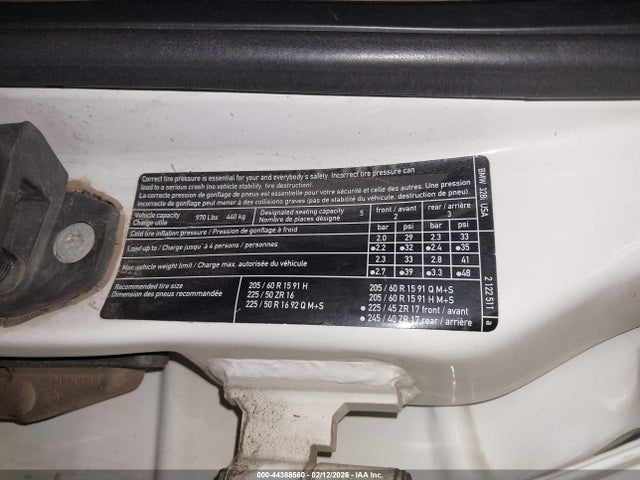 Correct tire pressure is essential for your and everybody's safety. Incorrect tire pressure can
lead to a serious crash (no vehicle stability, tire destruction).
La correcte pression de gonflage de pneus est essentielle pour votre sécurité et celle des autres. Une pression
incorrecte de gonflage peut mener à des collisions graves (pas de stabilité du véhicule, destruction de pneu).
Vehicle capacity 970 Lbs 440 kg Designated seating capacity 5 front / avant rear / arrière
Charge utile Nombre de places désigné 2 3
Cold tire inflation pressure / Pression de gonflage à froid bar psi bar psi
2.0 29 2.3 33
Load up to / Charge jusqu'à 4 persons / personnes ●2.2 ●32 ●2.4 ●35
2.3 33 2.8 41
Max.vehicle weight limit / Charge max. autorisée du véhicule ●2.7 ●39 ●3.3 ●48
Recommended tire size
Dimension des pneus recommandée
205 / 60 R 15 91 H
225 / 50 ZR 16
225 / 50 R 16 92 Q M+S
205 / 60 R 15 91 Q M+S
205 / 60 R 15 91 H M+S
● 225 / 45 ZR 17 front / avant
● 245 / 40 ZR 17 rear / arrière
BMW 328i USA
2 122 511 a
000-44388560 02/12/2026 IAAI.com